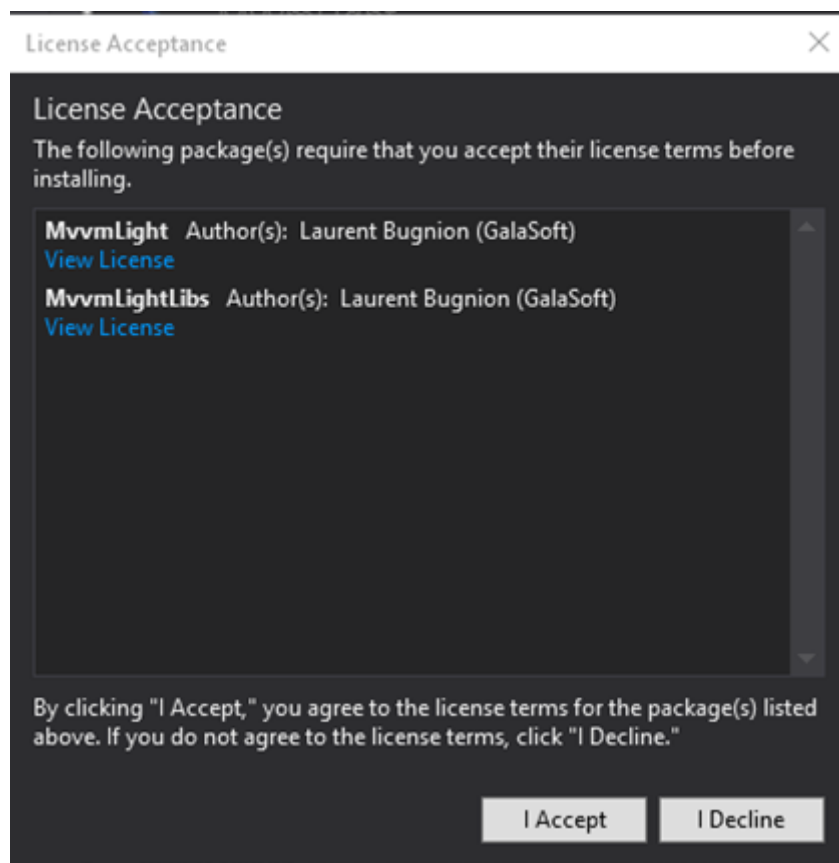 License Acceptance
License Acceptance
The following package(s) require that you accept their license terms before
installing.
MvvmLight Author(s): Laurent Bugnion (GalaSoft)
View License
MvvmLightLibs Author(s): Laurent Bugnion (GalaSoft)
View License
By clicking "I Accept," you agree to the license terms for the package(s) listed
above. If you do not agree to the license terms, click "I Decline."
I Accept I Decline